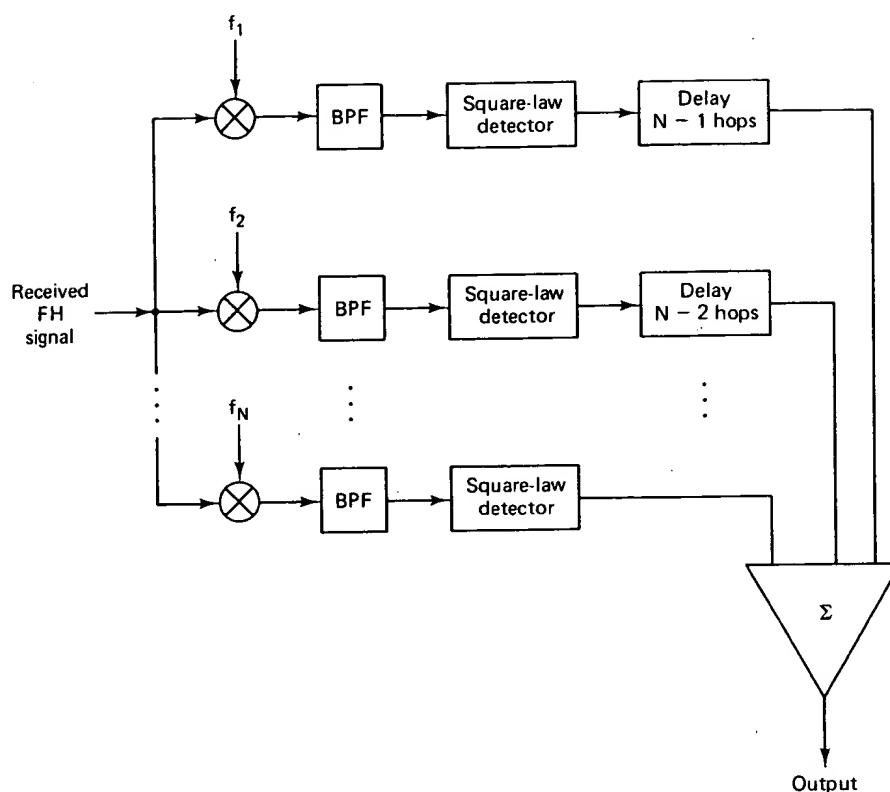 f1
BPF
Square-law
detector
Delay
N – 1 hops
f2
Received
FH
signal
BPF
Square-law
detector
Delay
N – 2 hops
fN
BPF
Square-law
detector
Σ
Output